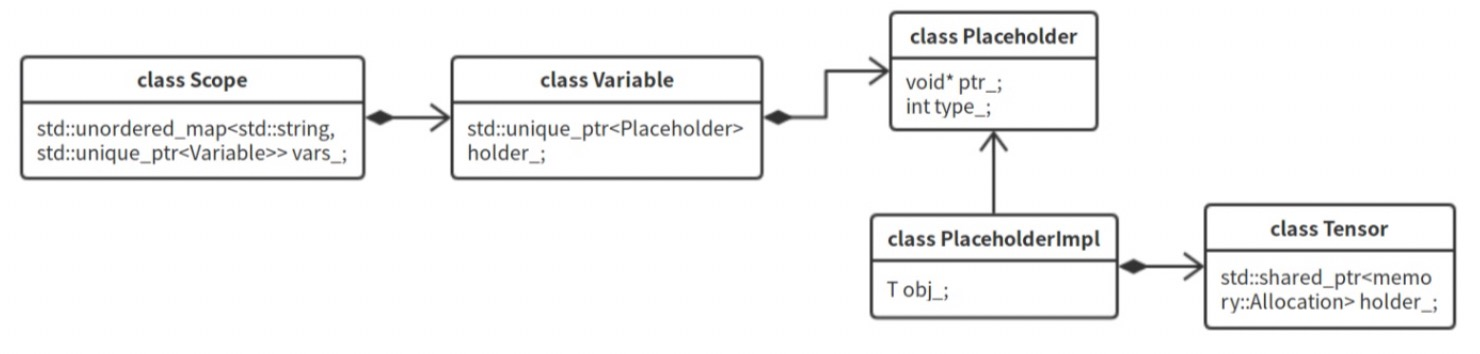 class Scope
std::unordered_map<std::string,
std::unique_ptr<Variable>> vars_;
class Variable
std::unique_ptr<Placeholder>
holder_;
class Placeholder
void* ptr_;
int type_;
class PlaceholderImpl
T obj_;
class Tensor
std::shared_ptr<memo
ry::Allocation> holder_;